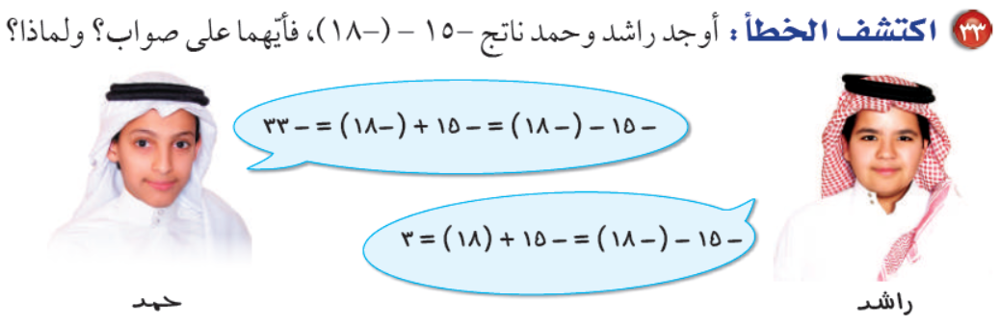 ٣٣ اكتشف الخطأ : أوجد راشد وحمد ناتج –١٥ – (–١٨)، فأيّهما على صواب؟ ولماذا؟
–١٥ – (–١٨) = –١٥ + (–١٨) = –٣٣
–١٥ – (–١٨) = –١٥ + (١٨) = ٣
راشد
حمد